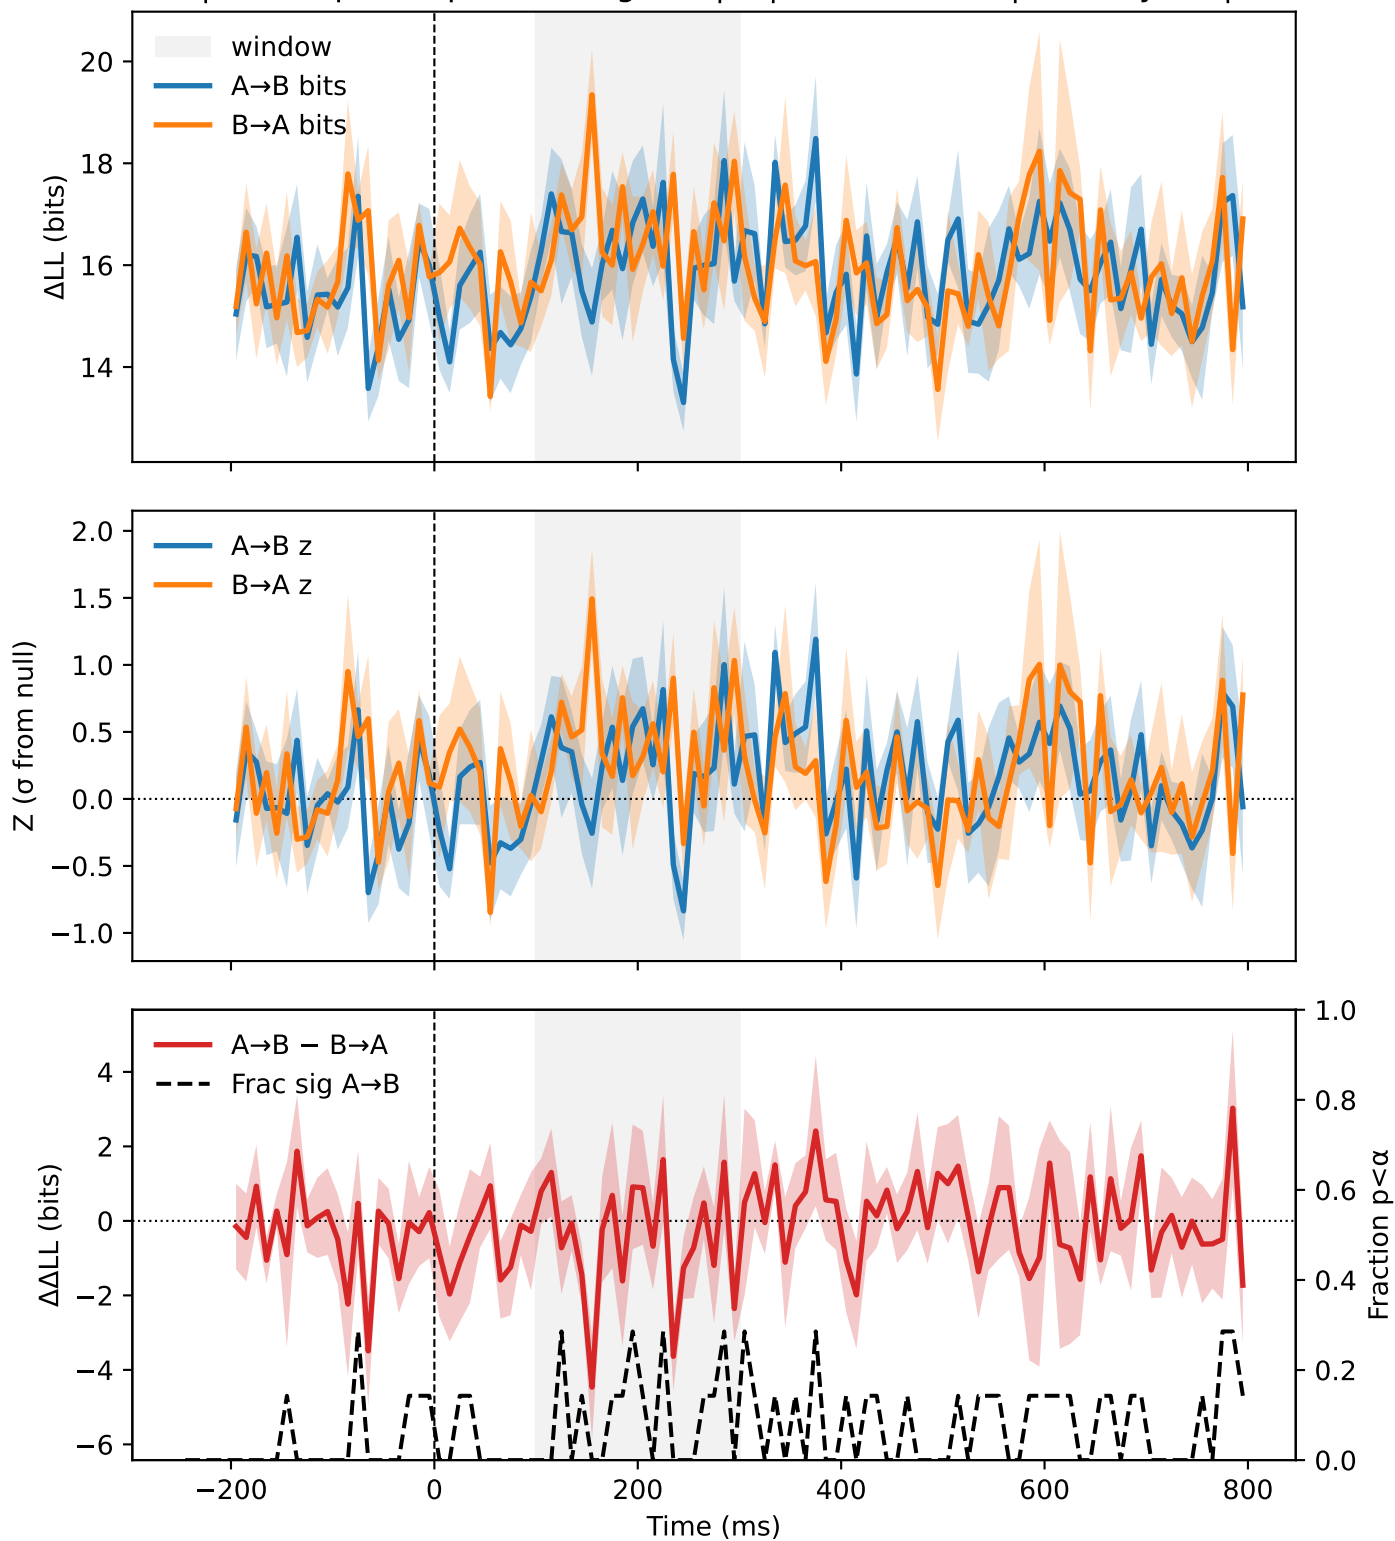 20
18
16
14
ΔLL (bits)
window
A→B bits
B→A bits
2.0
1.5
1.0
0.5
0.0
−0.5
−1.0
Z (σ from null)
A→B z
B→A z
4
2
0
−2
−4
−6
ΔΔLL (bits)
A→B − B→A
Frac sig A→B
1.0
0.8
0.6
0.4
0.2
0.0
Fraction p<α
−200 0 200 400 600 800
Time (ms)